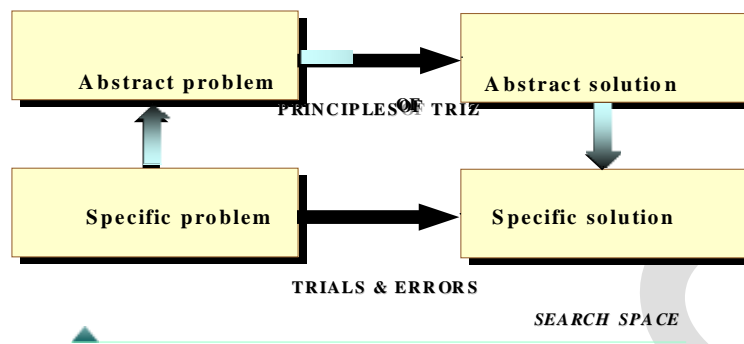 Abstract problem
Abstract solution
PRINCIPLES OF TRIZ
Specific problem
Specific solution
TRIALS & ERRORS
SEARCH SPACE